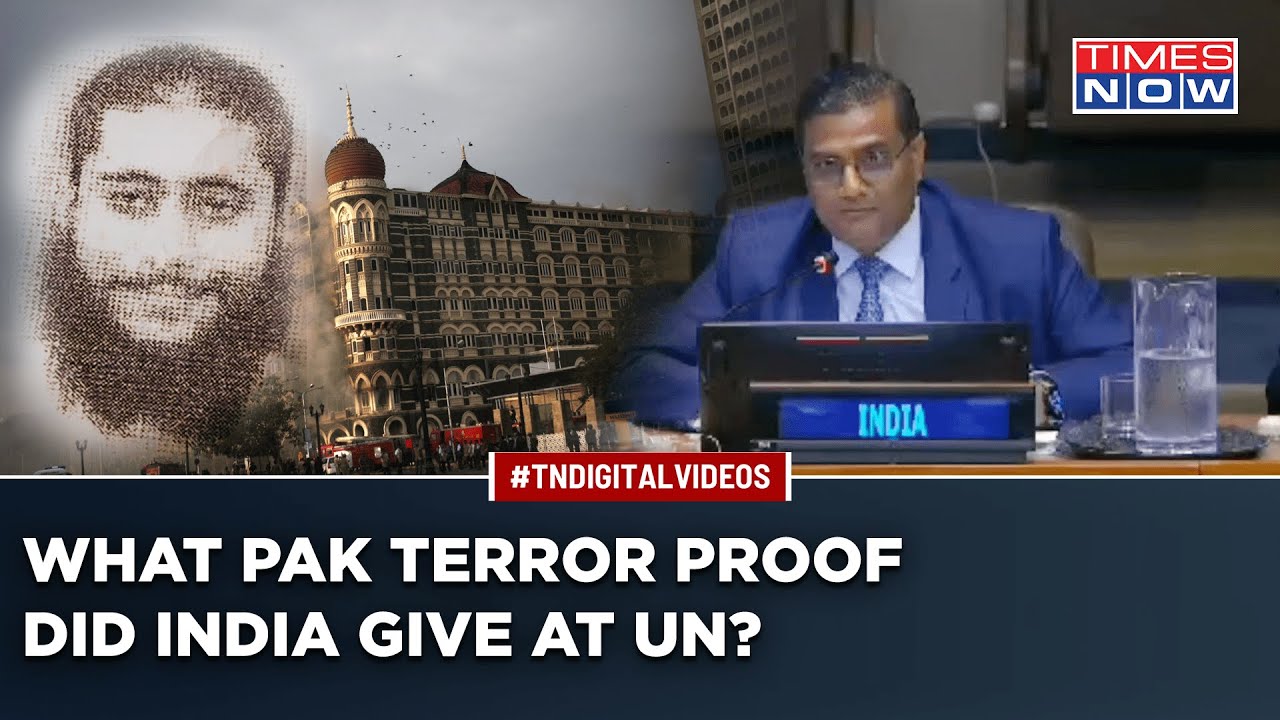 TIMES
NOW
INDIA
#TNDIGITALVIDEOS
WHAT PAK TERROR PROOF
DID INDIA GIVE AT UN?